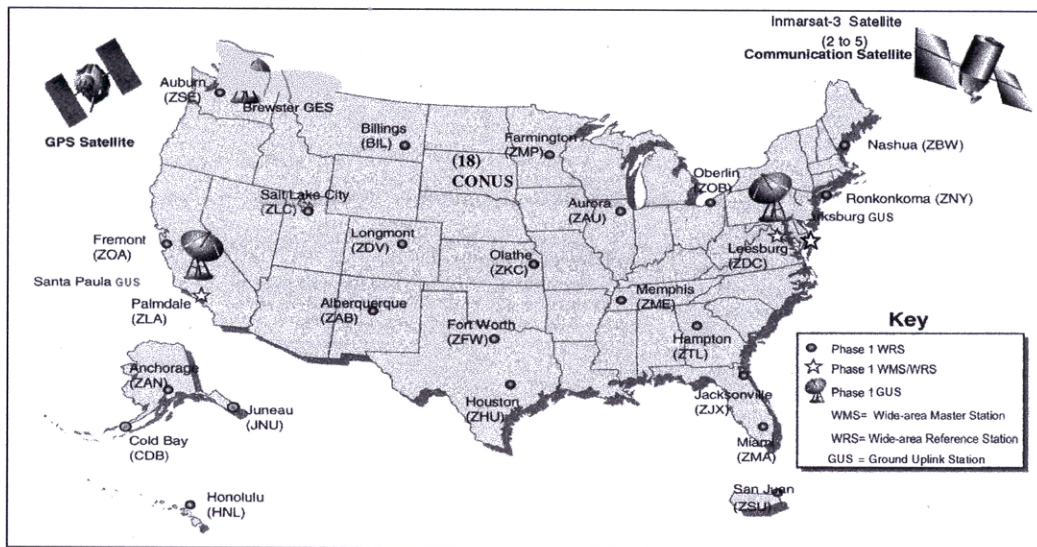 Inmarsat-3 Satellite
(2 to 5)
Communication Satellite
GPS Satellite
Auburn
(ZSE)
Brewster GES
Billings
(BIL)
Farmington
(ZMP)
(18)
CONUS
Nashua (ZBW)
Oberlin
(ZOB)
Ronkonkoma (ZNY)
Salt Lake City
(ZLC)
Aurora
(ZAU)
rksburg GUS
Fremont
(ZOA)
Longmont
(ZDV)
Olathe
(ZKC)
Leesburg
(ZDC)
Santa Paula GUS
Palmdale
(ZLA)
Alberquerque
(ZAB)
Memphis
(ZME)
Fort Worth
(ZFW)
Hampton
(ZTL)
Houston
(ZHU)
Jacksonville
(ZJX)
Miami
(ZMA)
San Juan
(ZSU)
Anchorage
(ZAN)
Juneau
(JNU)
Cold Bay
(CDB)
Honolulu
(HNL)
Key
Phase 1 WRS
Phase 1 WMS/WRS
Phase 1 GUS
WMS= Wide-area Master Station
WRS= Wide-area Reference Station
GUS = Ground Uplink Station